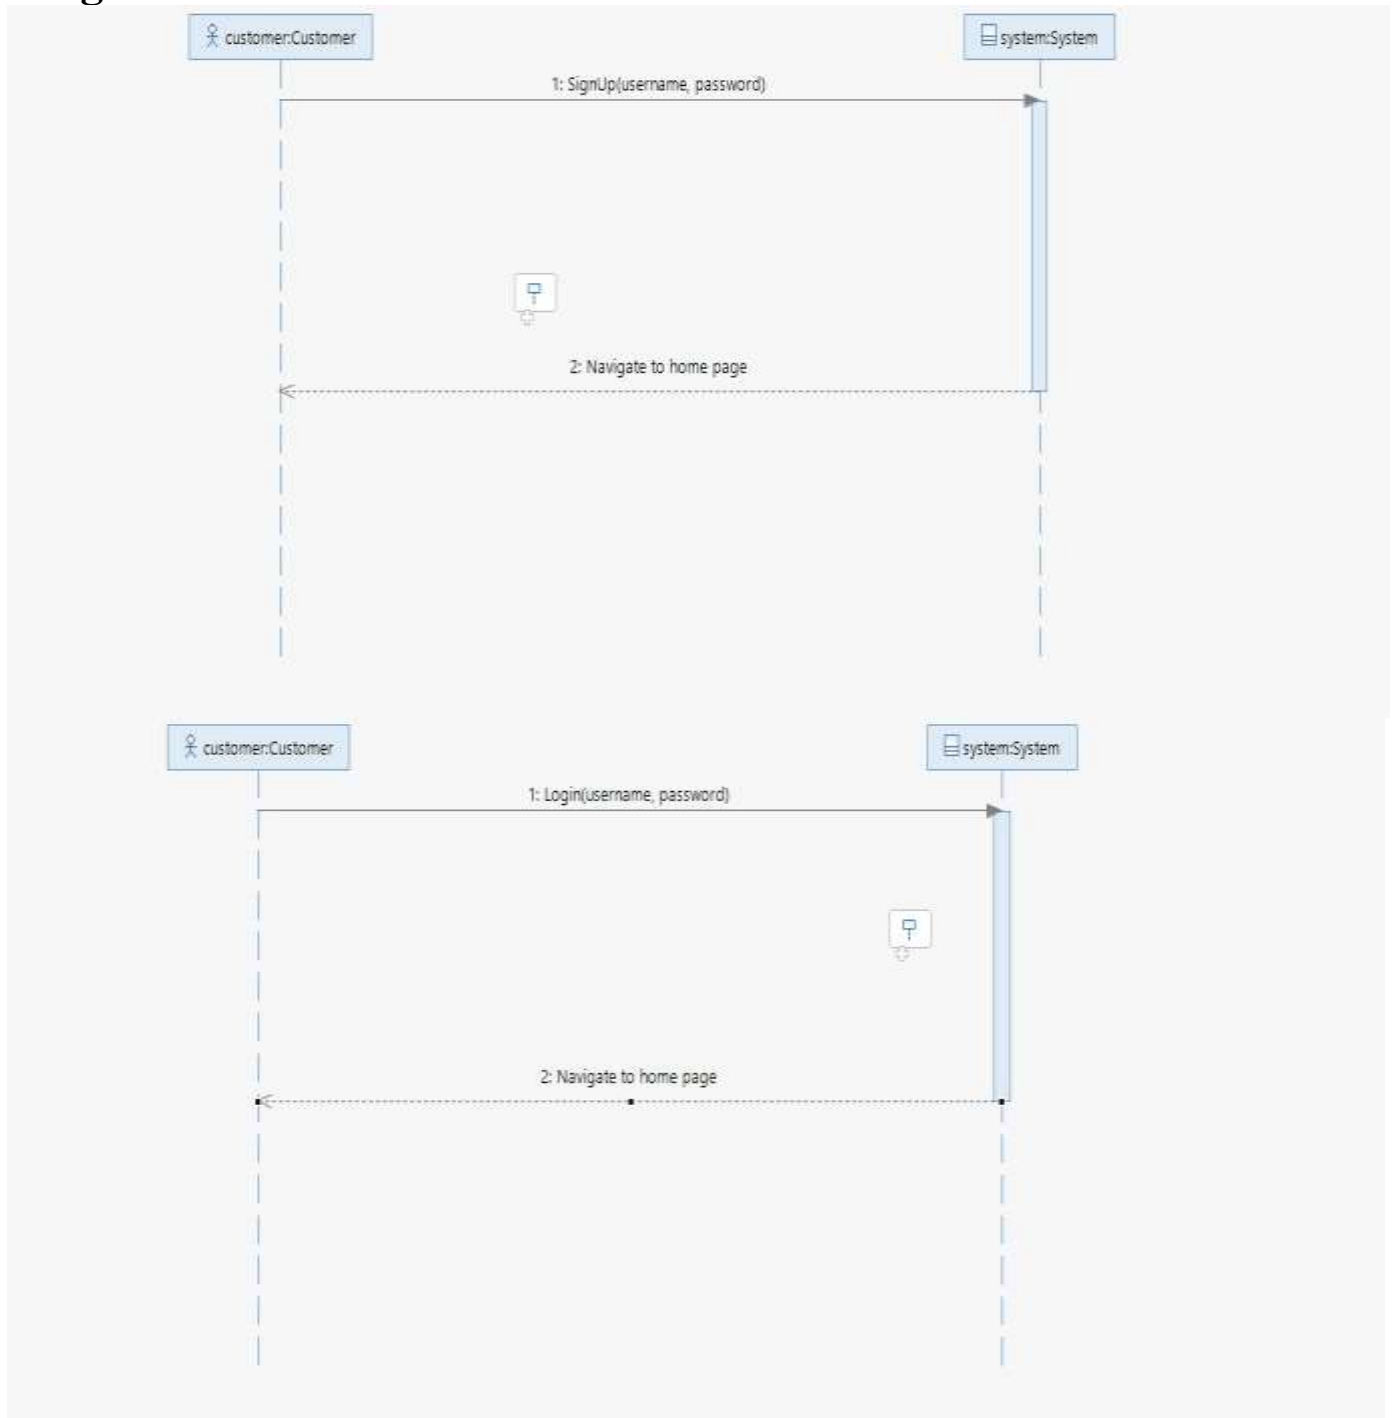 customer:Customer
system:System
1: SignUp(username, password)
2: Navigate to home page
customer:Customer
system:System
1: Login(username, password)
2: Navigate to home page